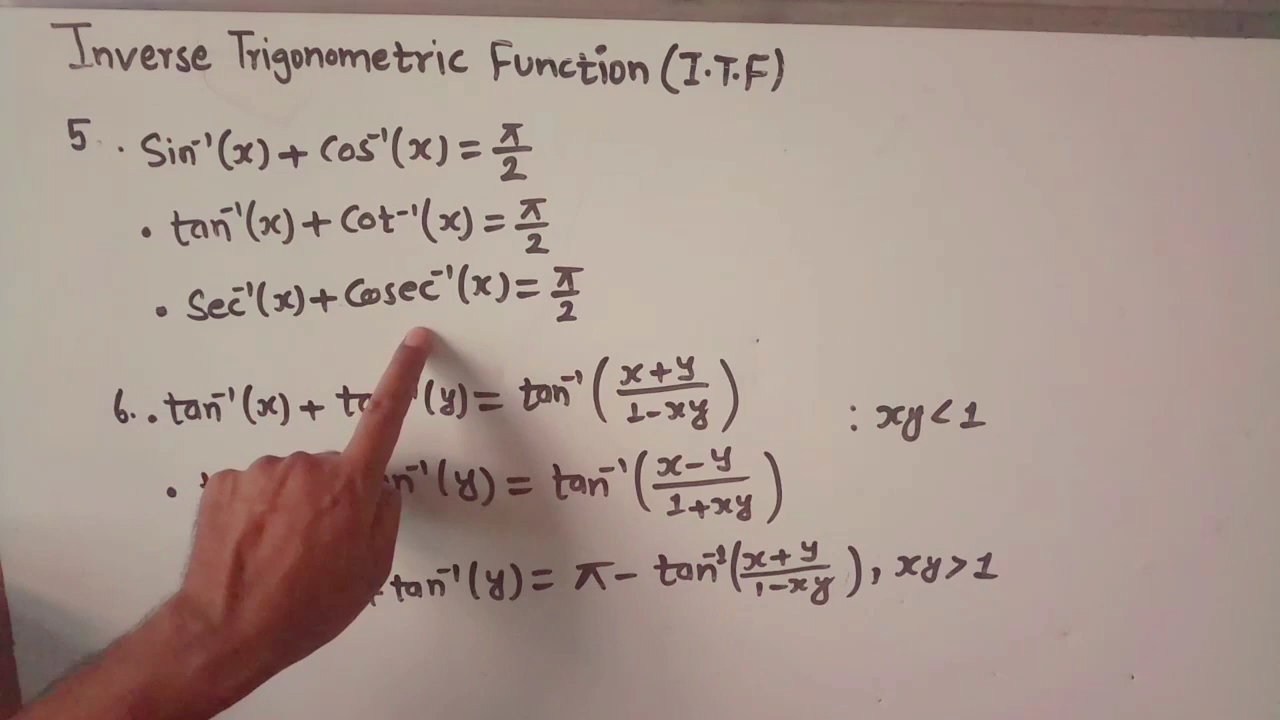 Inverse Trigonometric Function (I.T.F)
5. . Sin⁻¹(x) + Cos⁻¹(x) = π/2
. tan⁻¹(x) + Cot⁻¹(x) = π/2
. Sec⁻¹(x) + Cosec⁻¹(x) = π/2
6. . tan⁻¹(x) + (y) = tan⁻¹((x+y)/(1-xy)) : xy < 1
. (y) = tan⁻¹((x-y)/(1+xy))
tan⁻¹(y) = π - tan⁻¹((x+y)/(1-xy)), xy > 1